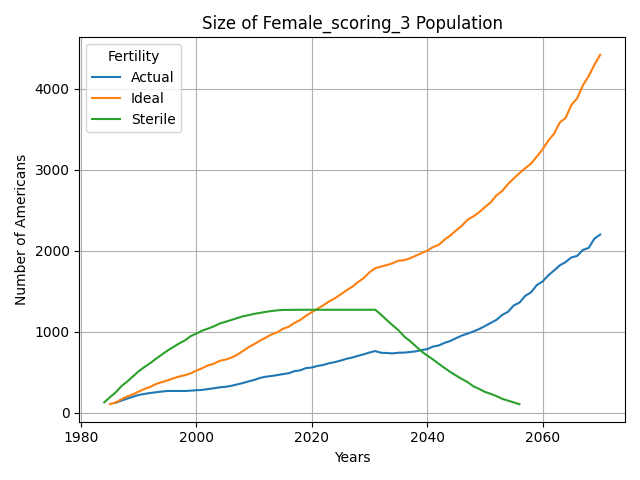 Size of Female_scoring_3 Population
Fertility
Actual
Ideal
Sterile
Number of Americans
4000
3000
2000
1000
0
1980
2000
2020
2040
2060
Years